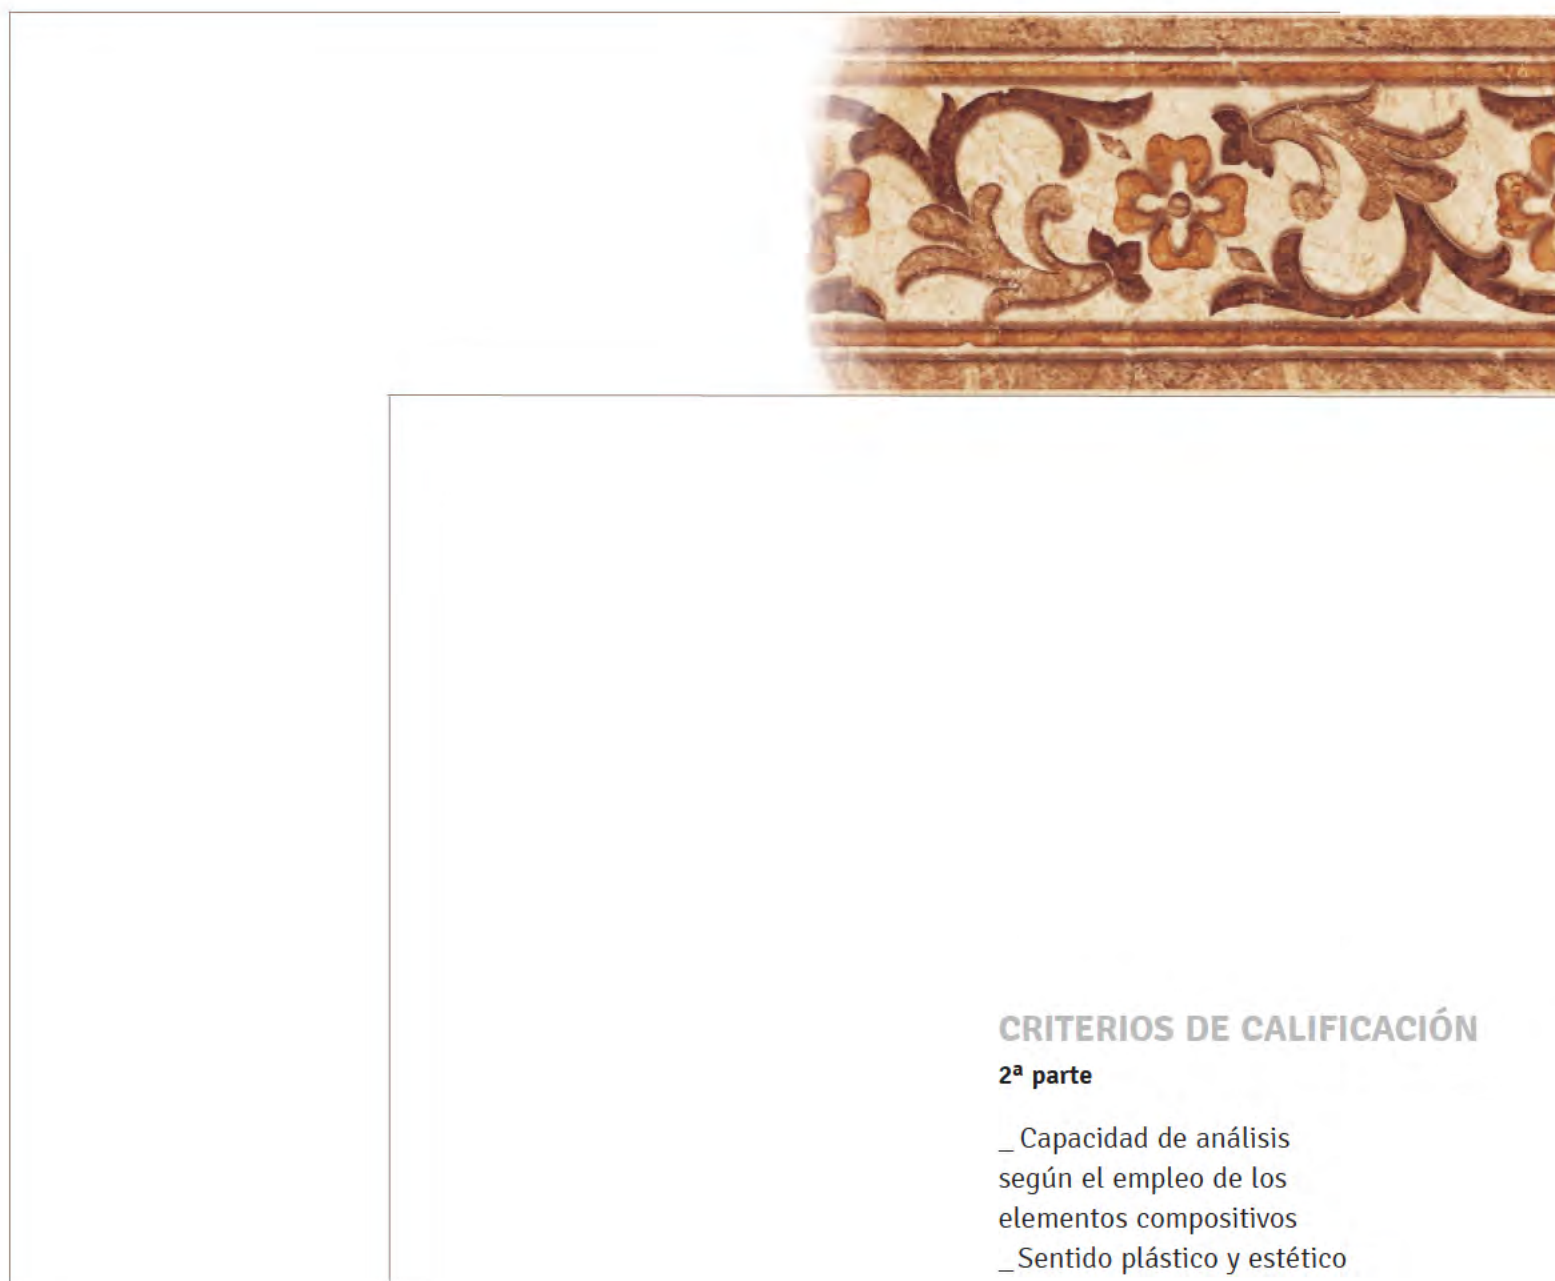 CRITERIOS DE CALIFICACIÓN
2ª parte
_ Capacidad de análisis
según el empleo de los
elementos compositivos
_ Sentido plástico y estético